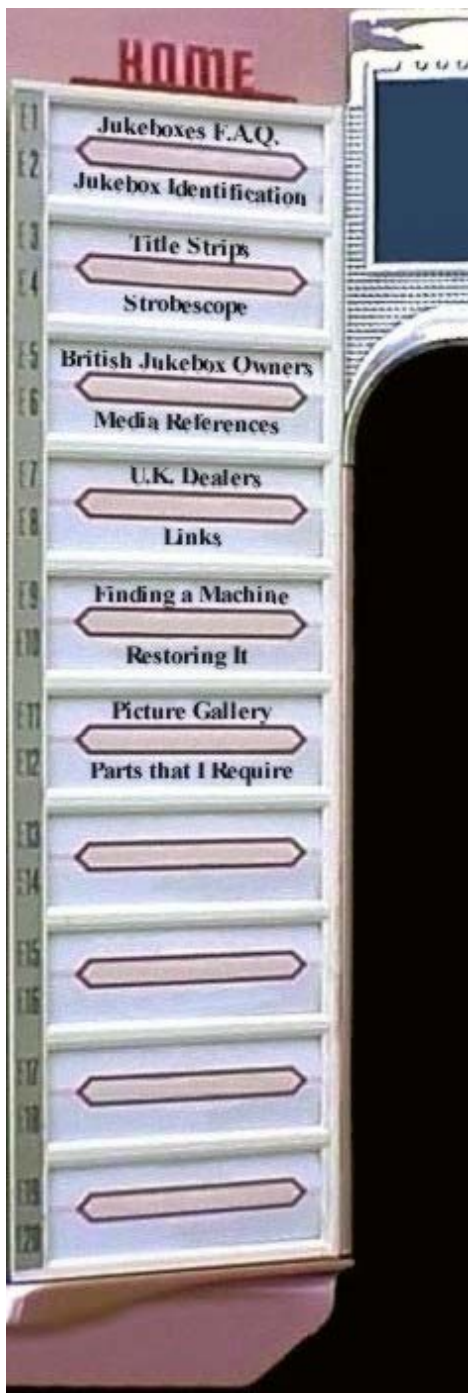 HOME
E1
Jukeboxes F.A.Q.
E2
Jukebox Identification
E3
Title Strips
E4
Strobescope
E5
British Jukebox Owners
E6
Media References
E7
U.K. Dealers
E8
Links
E9
Finding a Machine
E10
Restoring It
E11
Picture Gallery
E12
Parts that I Require
E13
E14
E15
E16
E17
E18
E19
E20